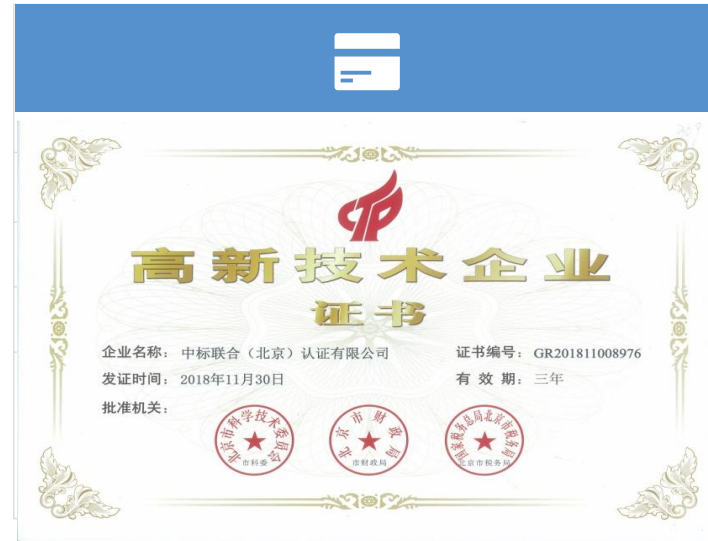 高新技术企业
证书
企业名称：中标联合（北京）认证有限公司
证书编号：GR201811008976
发证时间：2018年11月30日
有效期：三年
批准机关：
北京市科学技术委员会
市科委
北京市财政局
市财政局
国家税务总局北京市税务局
北京市税务局